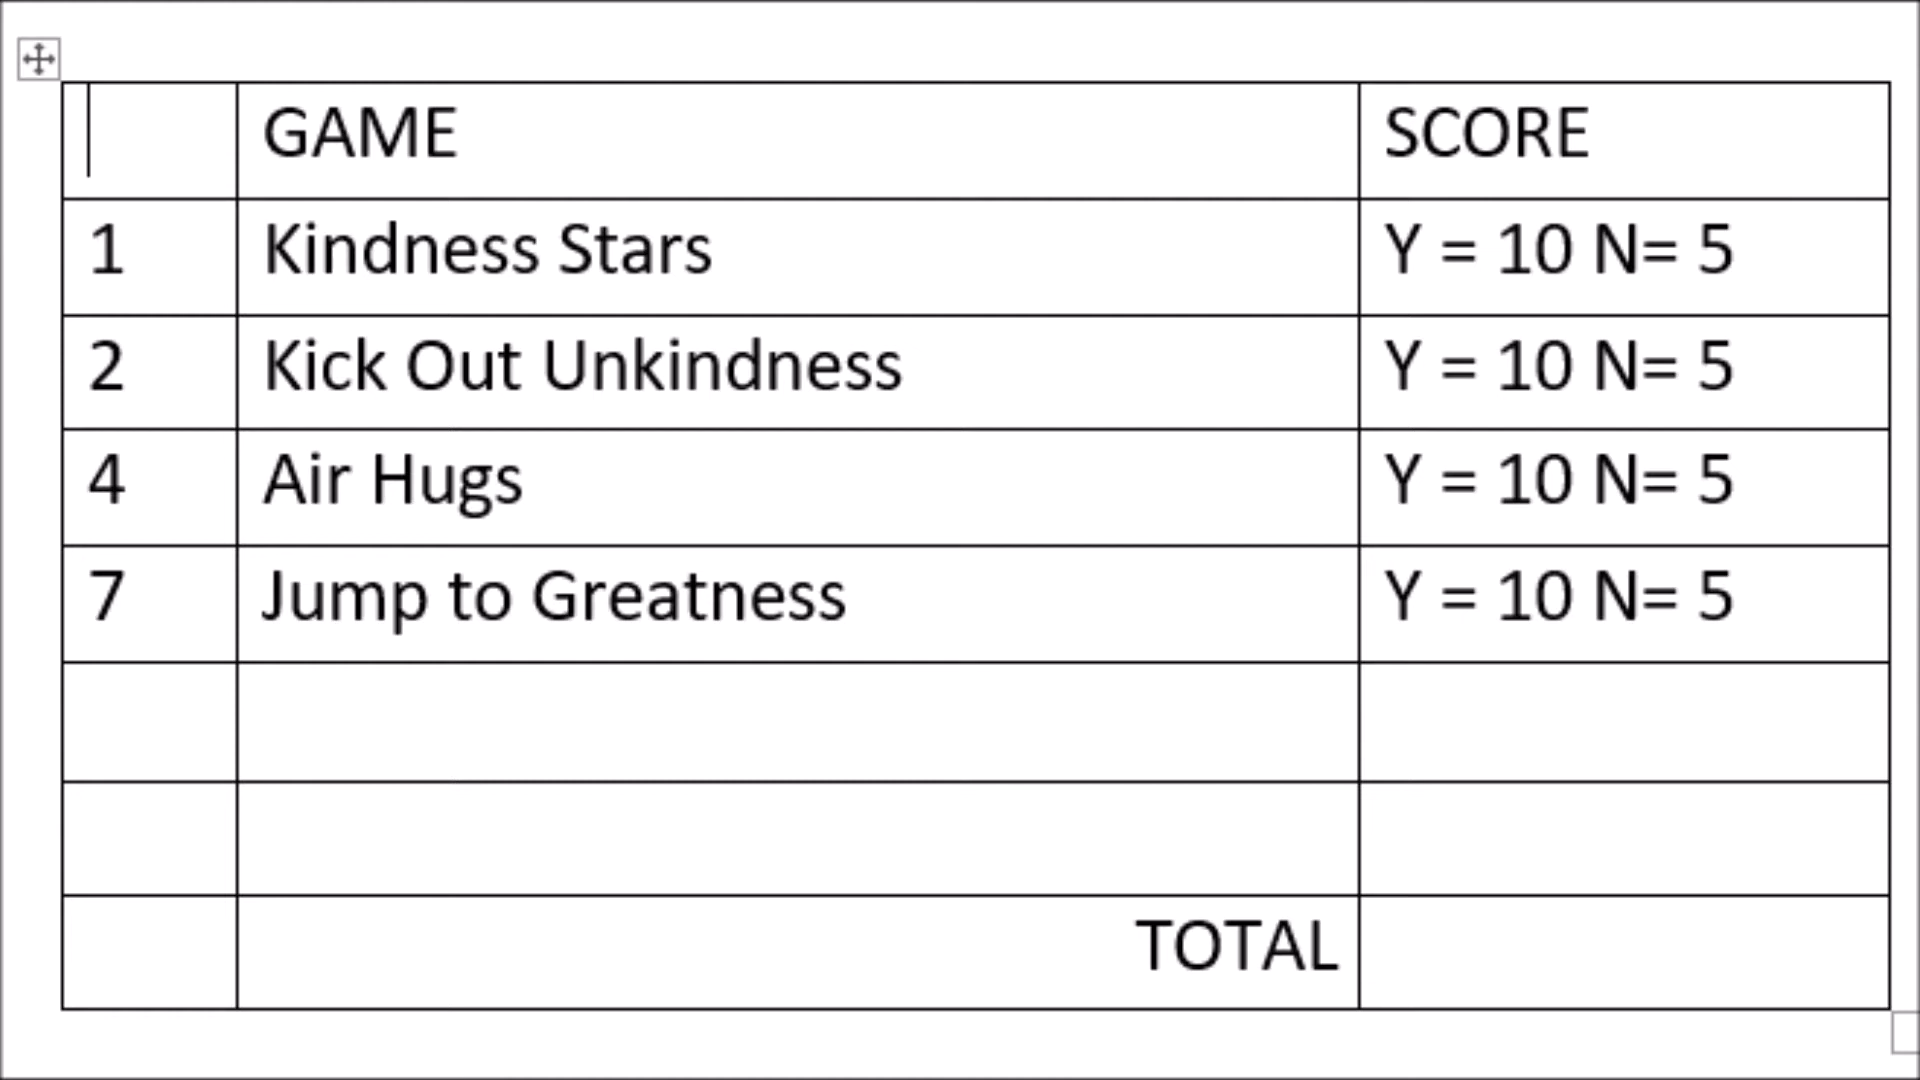 GAME SCORE
1 Kindness Stars Y = 10 N= 5
2 Kick Out Unkindness Y = 10 N= 5
4 Air Hugs Y = 10 N= 5
7 Jump to Greatness Y = 10 N= 5
TOTAL